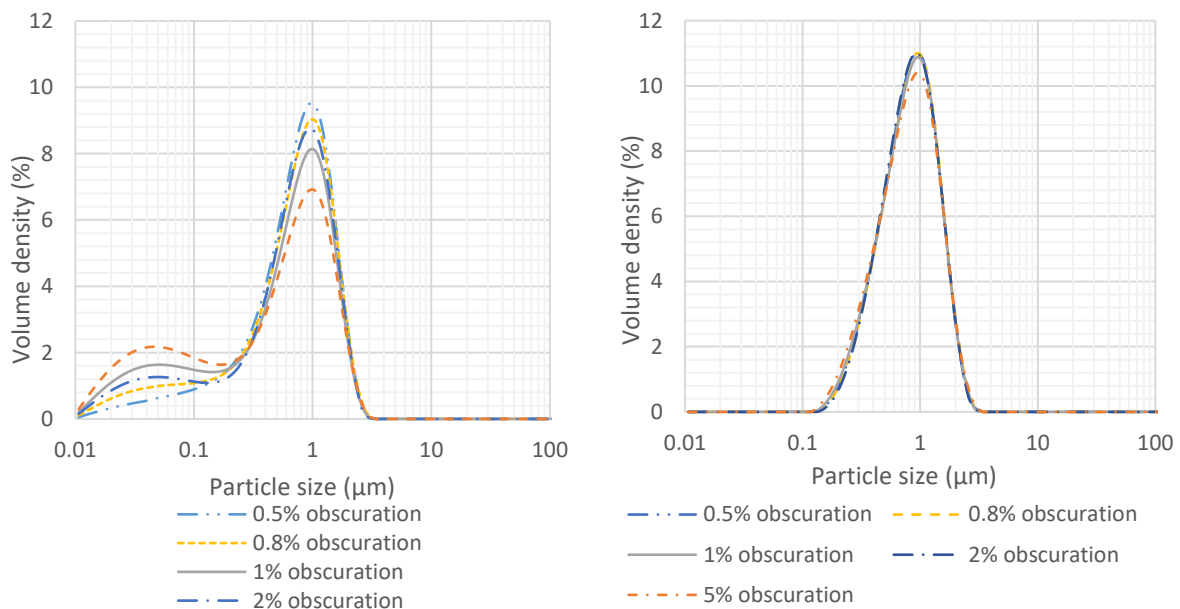 12
10
8
6
4
2
0
Volume density (%)
0.01 0.1 1 10 100
Particle size (µm)
0.5% obscuration
0.8% obscuration
1% obscuration
2% obscuration
12
10
8
6
4
2
0
Volume density (%)
0.01 0.1 1 10 100
Particle size (µm)
0.5% obscuration 0.8% obscuration
1% obscuration 2% obscuration
5% obscuration